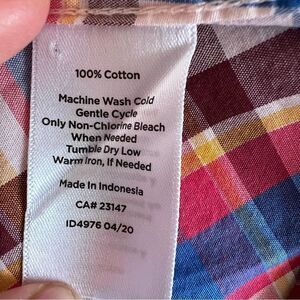 100% Cotton
Machine Wash Cold
Gentle Cycle
Only Non-Chlorine Bleach
When Needed
Tumble Dry Low
Warm Iron, If Needed
Made In Indonesia
CA# 23147
ID4976 04/20